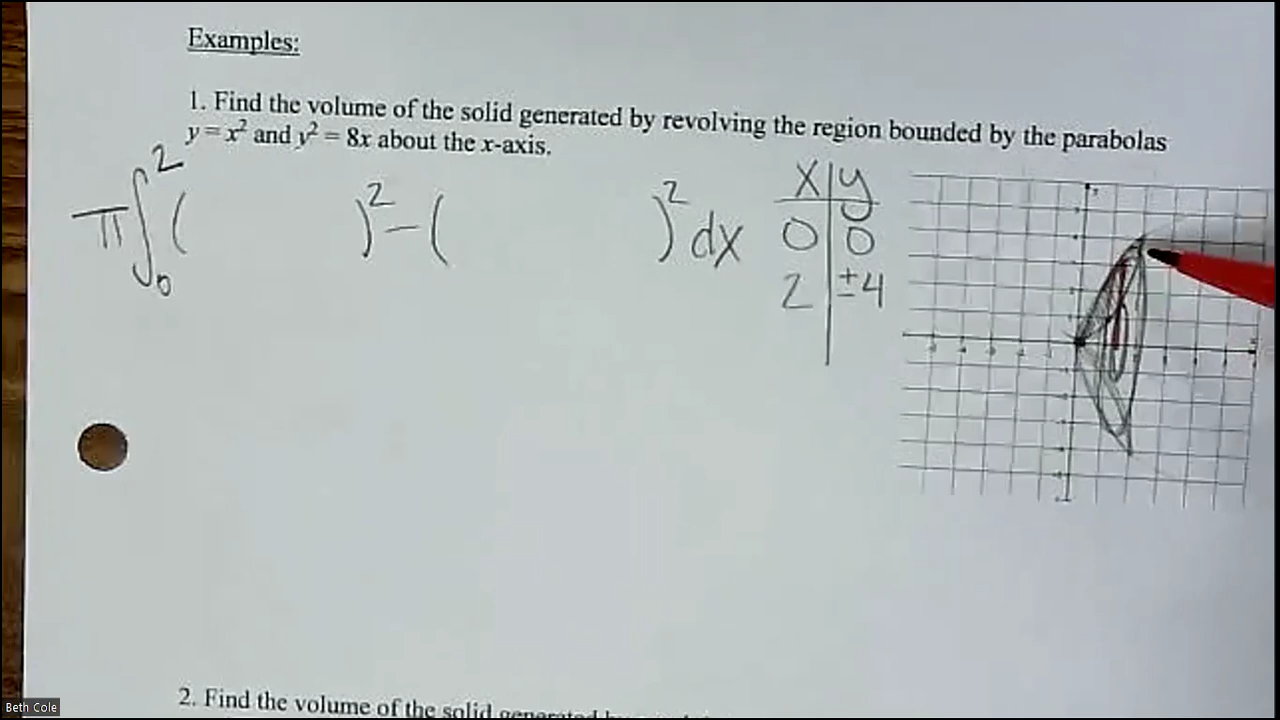 Examples:
1. Find the volume of the solid generated by revolving the region bounded by the parabolas
y = x² and y² = 8x about the x-axis.
π∫₀² ( )² − ( )² dx
x | y
0 | 0
2 | ±4
2. Find the volume of the solid generated
Beth Cole